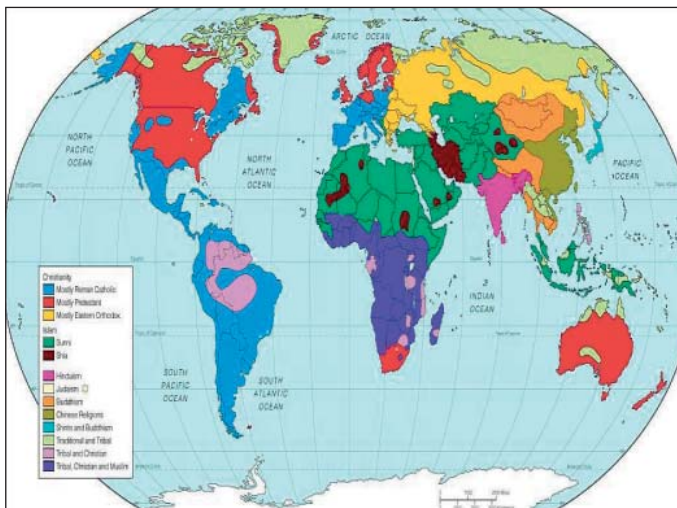 ARCTIC OCEAN
NORTH
PACIFIC
OCEAN
NORTH
ATLANTIC
OCEAN
PACIFIC
OCEAN
INDIAN
OCEAN
SOUTH
PACIFIC
OCEAN
SOUTH
ATLANTIC
OCEAN
Christianity
Mostly Roman Catholic
Mostly Protestant
Mostly Eastern Orthodox
Islam
Sunni
Shia
Hinduism
Judaism
Buddhism
Chinese Religions
Shinto and Buddhism
Traditional and Tribal
Tribal and Christian
Tribal, Christian and Muslim